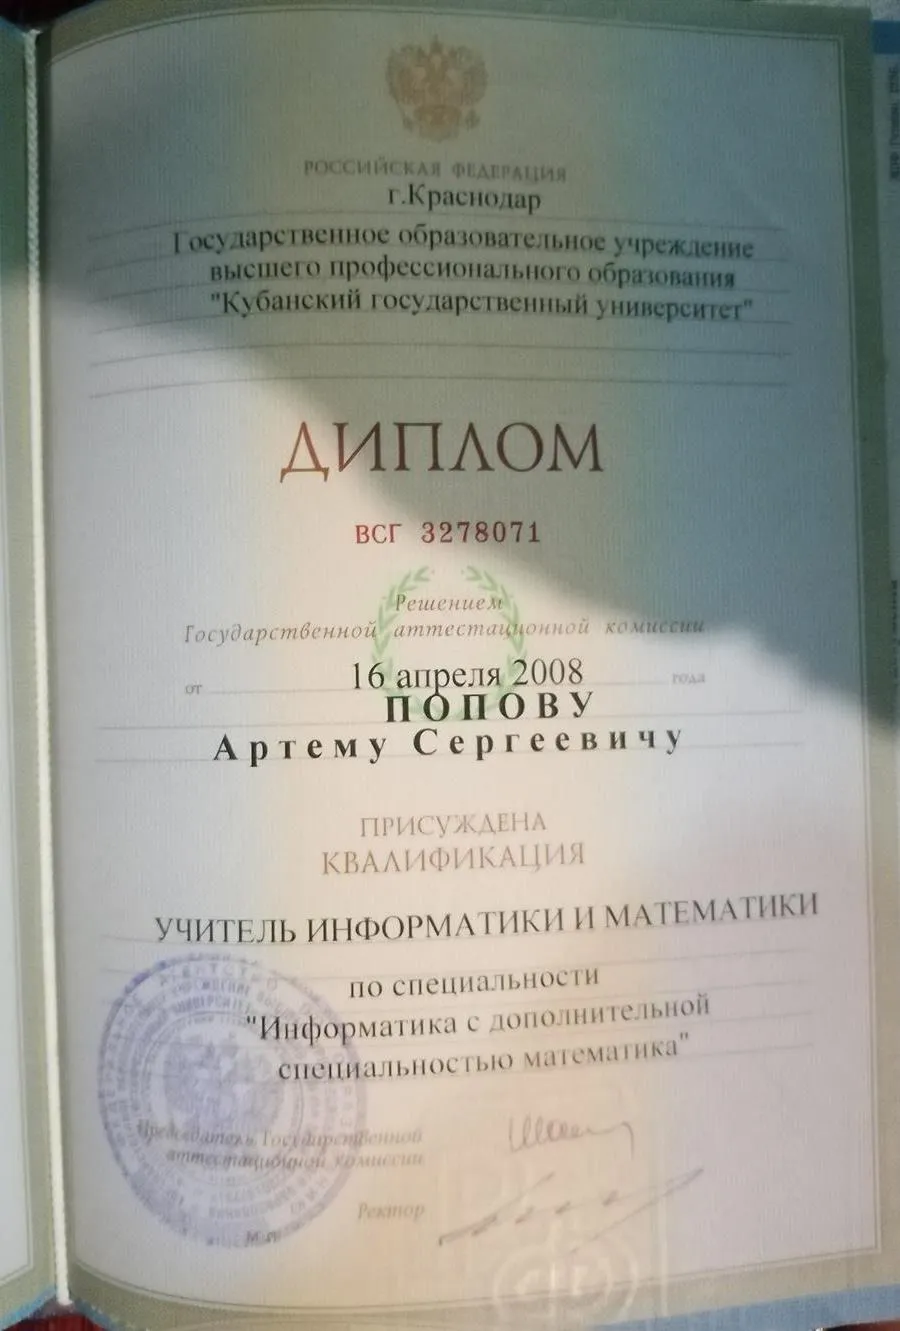 РОССИЙСКАЯ ФЕДЕРАЦИЯ
г.Краснодар
Государственное образовательное учреждение
высшего профессионального образования
"Кубанский государственный университет"
ДИПЛОМ
ВСГ 3278071
Решением
Государственной аттестационной комиссии
от 16 апреля 2008 года
ПОПОВУ
Артему Сергеевичу
ПРИСУЖДЕНА
КВАЛИФИКАЦИЯ
УЧИТЕЛЬ ИНФОРМАТИКИ И МАТЕМАТИКИ
по специальности
"Информатика с дополнительной
специальностью математика"
Председатель Государственной
аттестационной комиссии
Ректор
М.П.